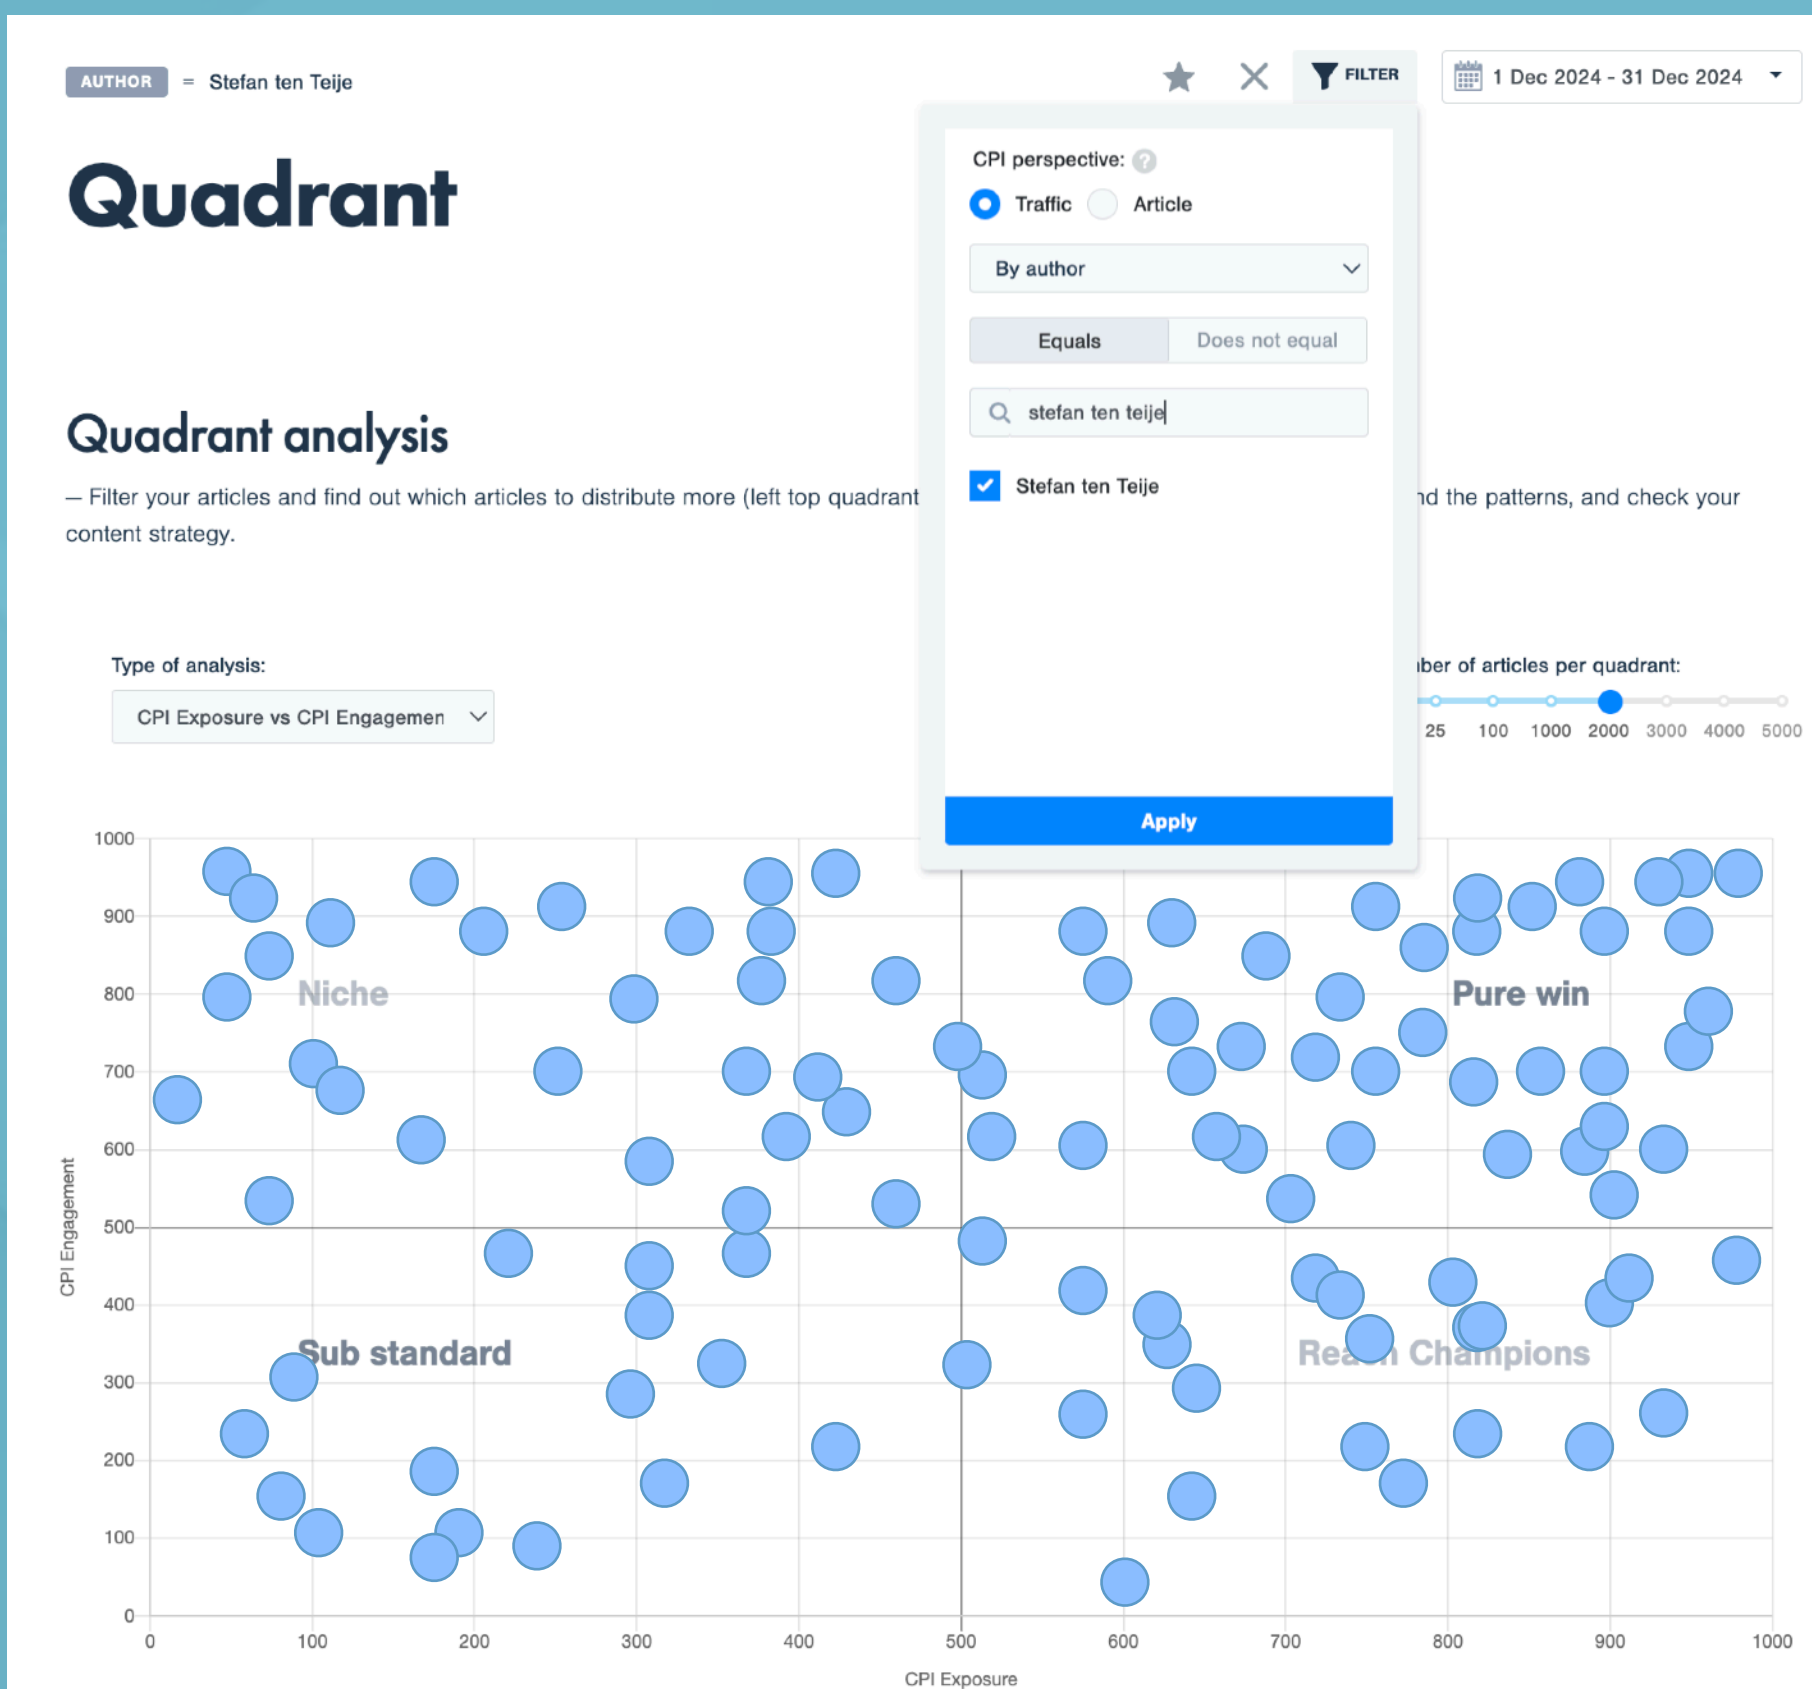 AUTHOR = Stefan ten Teije
FILTER
1 Dec 2024 - 31 Dec 2024
Quadrant
CPI perspective: ?
Traffic Article
By author
Equals Does not equal
stefan ten teije
Stefan ten Teije
Apply
Quadrant analysis
— Filter your articles and find out which articles to distribute more (left top quadrant
nd the patterns, and check your
content strategy.
Type of analysis:
CPI Exposure vs CPI Engagemen
ber of articles per quadrant:
25 100 1000 2000 3000 4000 5000
1000
900
800
700
600
500
400
300
200
100
0
CPI Engagement
Niche
Pure win
Sub standard
Rea n Champions
0 100 200 300 400 500 600 700 800 900 1000
CPI Exposure